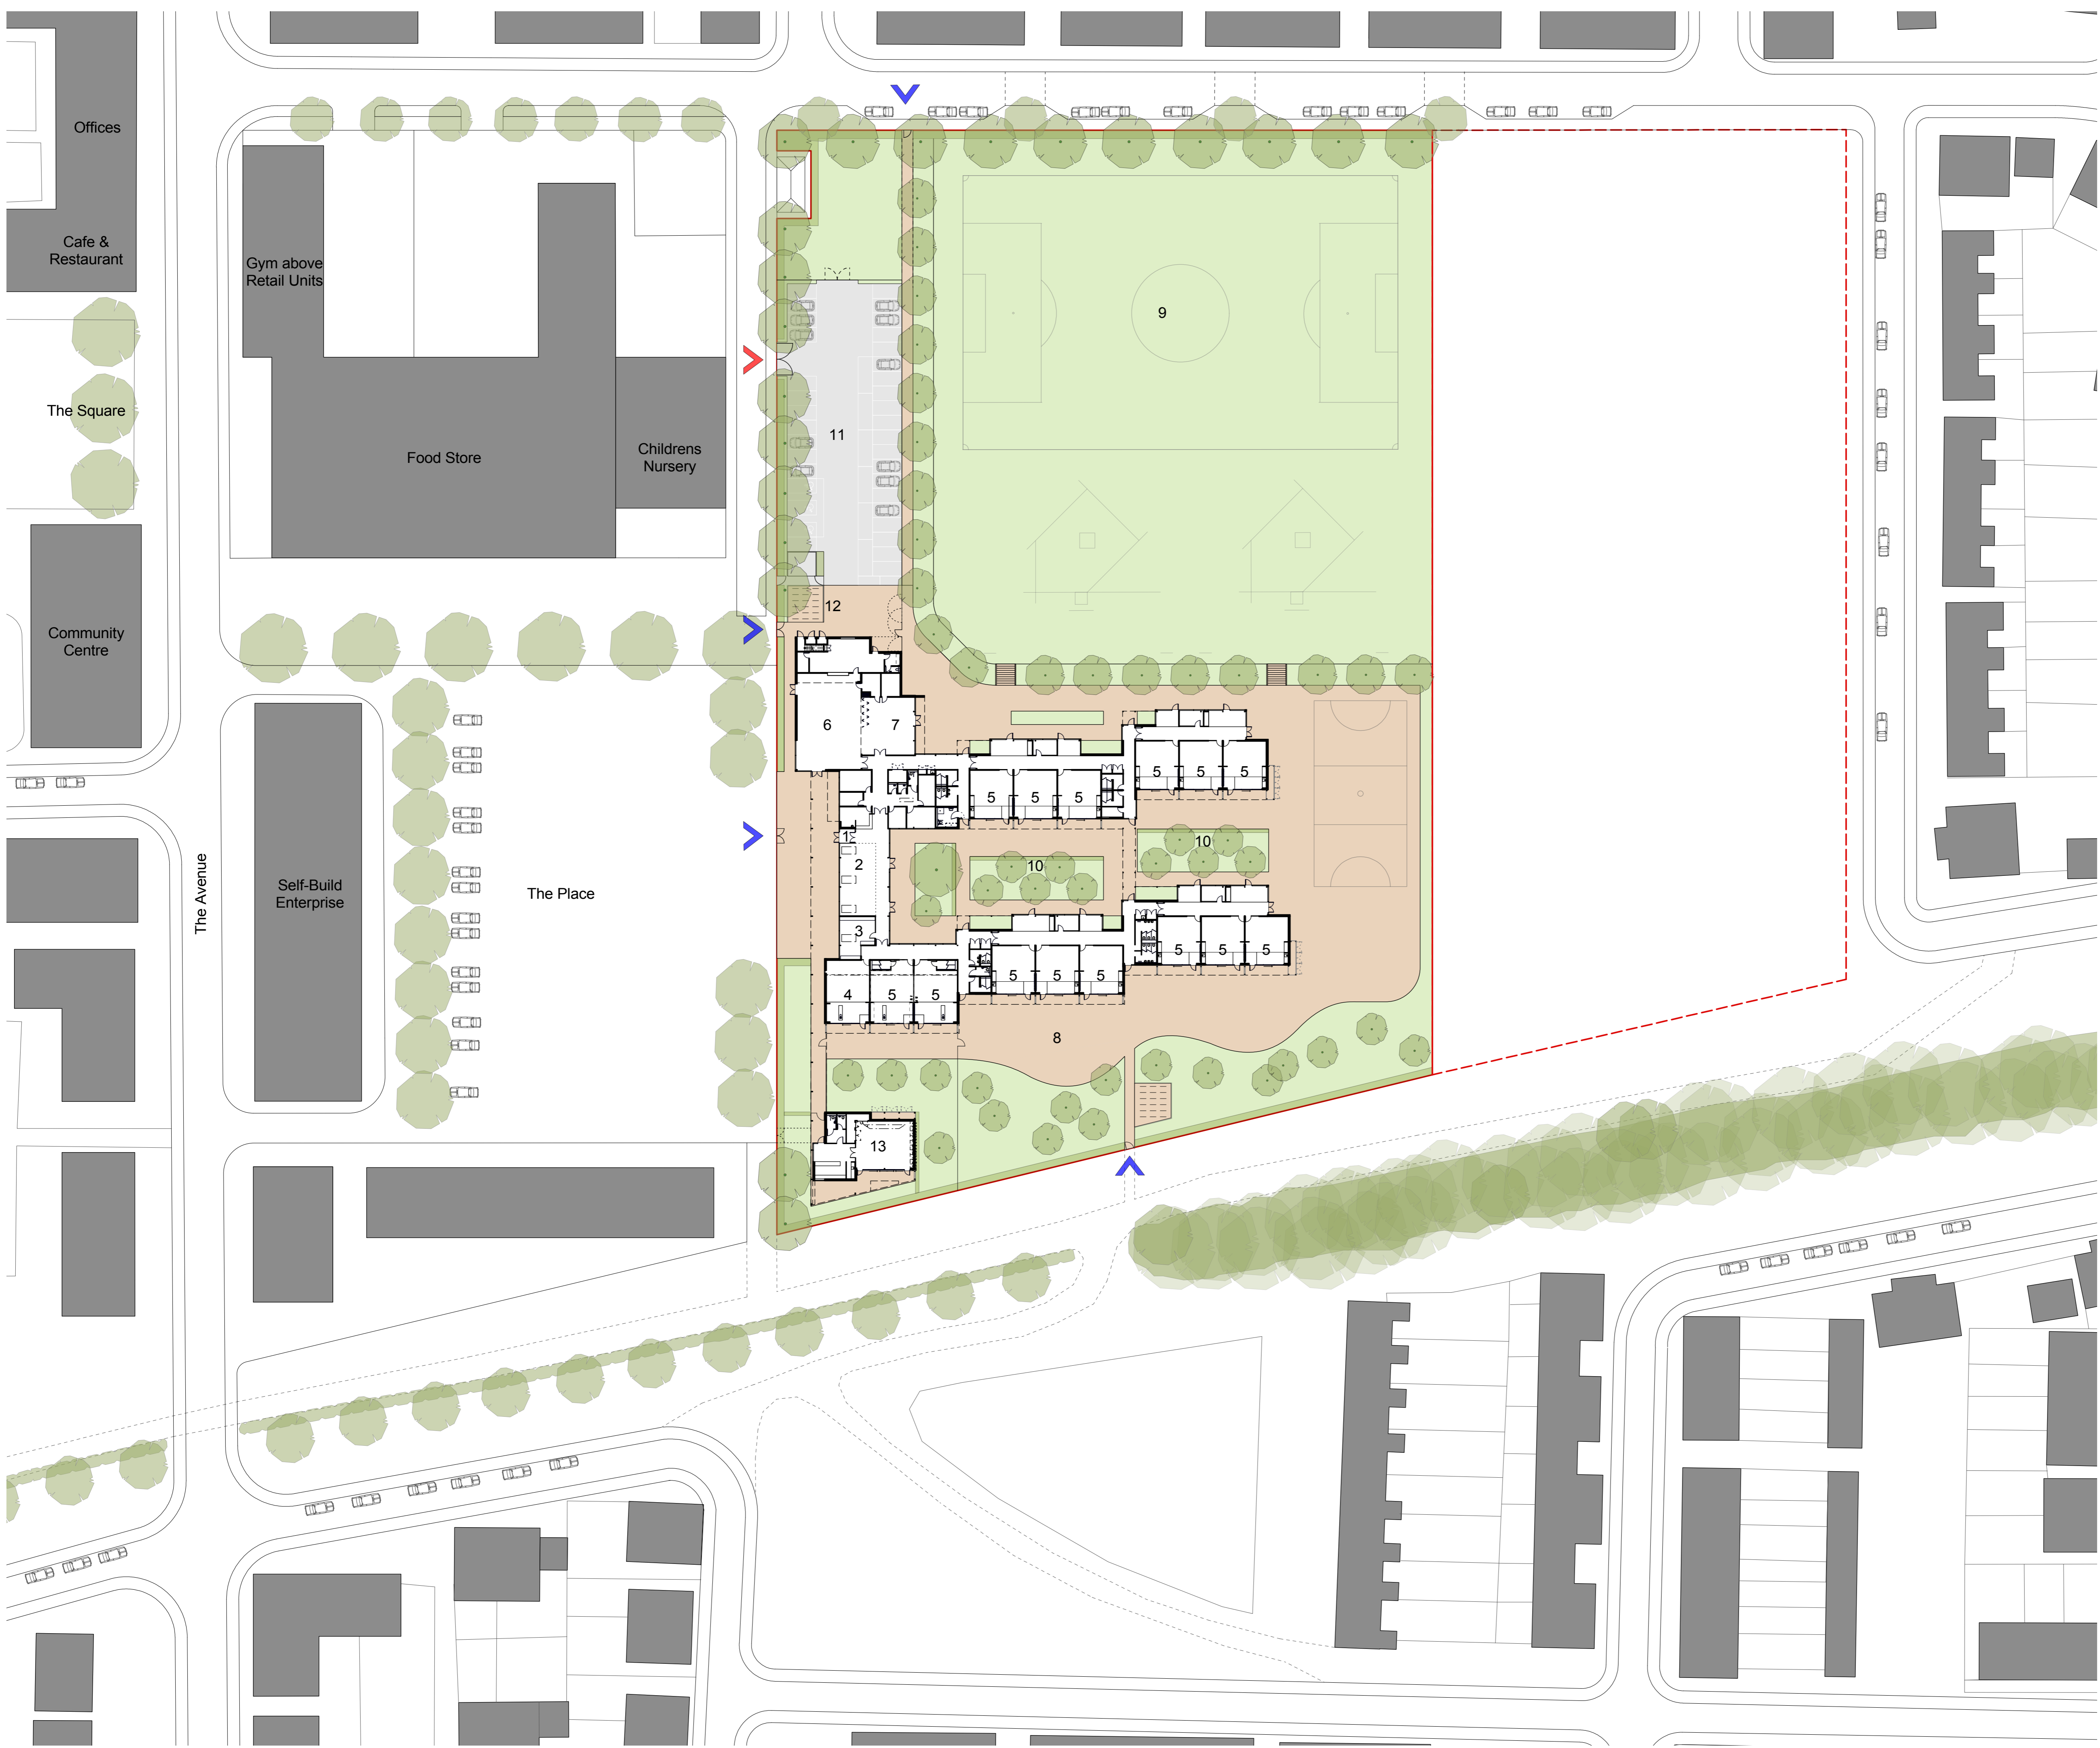 Offices
Cafe &
Restaurant
Gym above
Retail Units
The Square
Food Store
Childrens
Nursery
Community
Centre
The Avenue
Self-Build
Enterprise
The Place
9
11
12
6
7
5
5
5
5
5
5
1
2
10
10
3
5
5
5
5
5
5
4
5
5
8
13